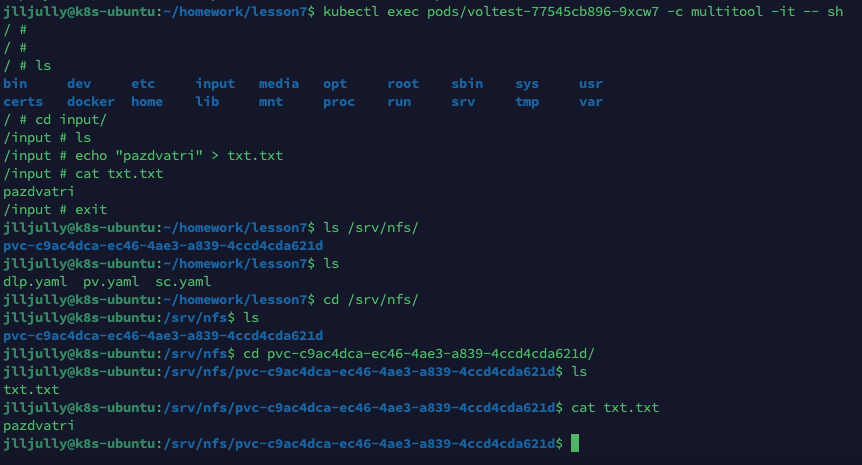 jlljully@k8s-ubuntu:~/homework/lesson7$ kubectl exec pods/voltest-77545cb896-9xcw7 -c multitool -it -- sh
/ #
/ #
/ # ls
bin     dev     etc     input   media   opt     root    sbin    sys     usr
certs   docker  home    lib     mnt     proc    run     srv     tmp     var
/ # cd input/
/input # ls
/input # echo "pazdvatri" > txt.txt
/input # cat txt.txt
pazdvatri
/input # exit
jlljully@k8s-ubuntu:~/homework/lesson7$ ls /srv/nfs/
pvc-c9ac4dca-ec46-4ae3-a839-4ccd4cda621d
jlljully@k8s-ubuntu:~/homework/lesson7$ ls
dlp.yaml  pv.yaml  sc.yaml
jlljully@k8s-ubuntu:~/homework/lesson7$ cd /srv/nfs/
jlljully@k8s-ubuntu:/srv/nfs$ ls
pvc-c9ac4dca-ec46-4ae3-a839-4ccd4cda621d
jlljully@k8s-ubuntu:/srv/nfs$ cd pvc-c9ac4dca-ec46-4ae3-a839-4ccd4cda621d/
jlljully@k8s-ubuntu:/srv/nfs/pvc-c9ac4dca-ec46-4ae3-a839-4ccd4cda621d$ ls
txt.txt
jlljully@k8s-ubuntu:/srv/nfs/pvc-c9ac4dca-ec46-4ae3-a839-4ccd4cda621d$ cat txt.txt
pazdvatri
jlljully@k8s-ubuntu:/srv/nfs/pvc-c9ac4dca-ec46-4ae3-a839-4ccd4cda621d$